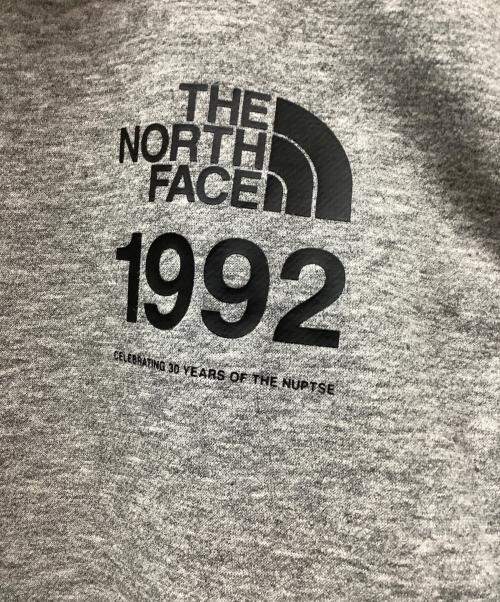 THE
NORTH
FACE
1992
CELEBRATING 30 YEARS OF THE NUPTSE